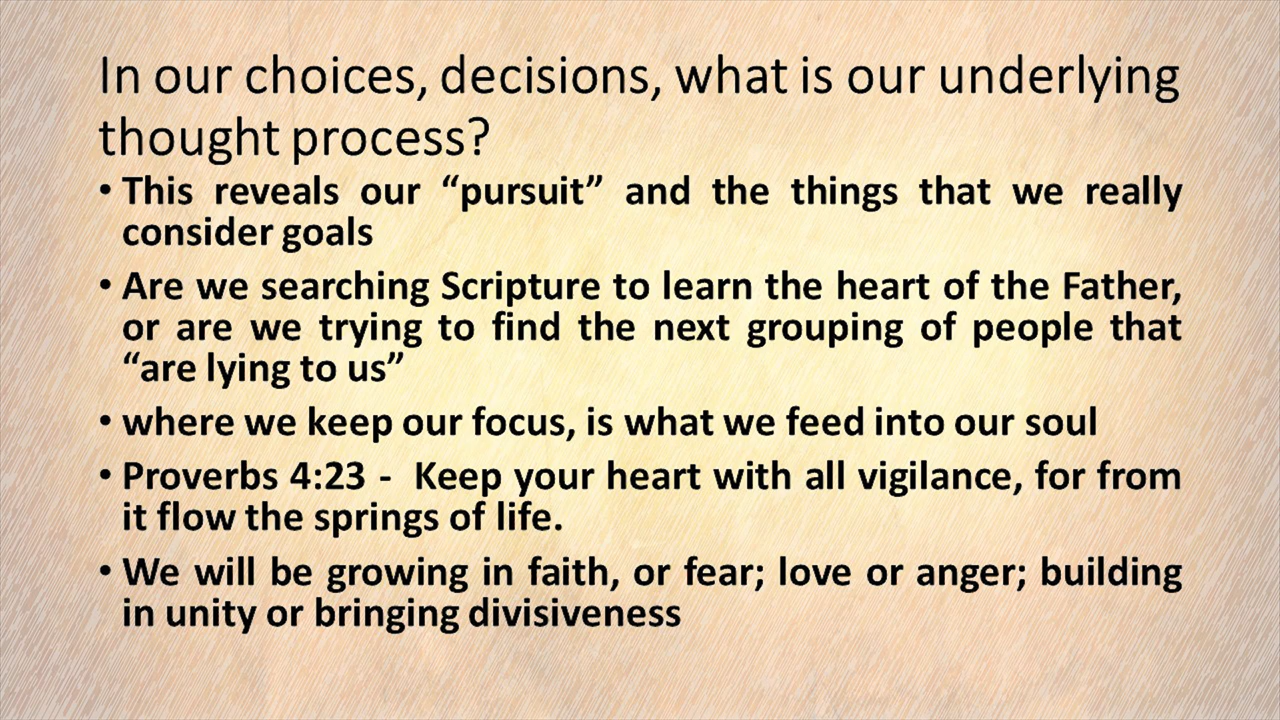 In our choices, decisions, what is our underlying
thought process?
• This reveals our “pursuit” and the things that we really
consider goals
• Are we searching Scripture to learn the heart of the Father,
or are we trying to find the next grouping of people that
“are lying to us”
• where we keep our focus, is what we feed into our soul
• Proverbs 4:23 -  Keep your heart with all vigilance, for from
it flow the springs of life.
• We will be growing in faith, or fear; love or anger; building
in unity or bringing divisiveness